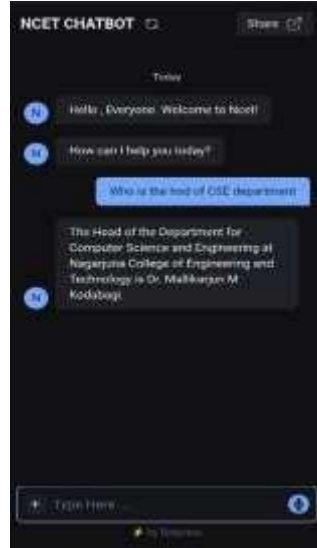 NCET CHATBOT
Share
Today
N
Hello , Everyone. Welcome to Ncet!
N
How can I help you today?
Who is the hod of CSE department
The Head of the Department for
Computer Science and Engineering at
Nagarjuna College of Engineering and
Technology is Dr. Mallikarjun M
Kodabagi
N
Type Here ...
by